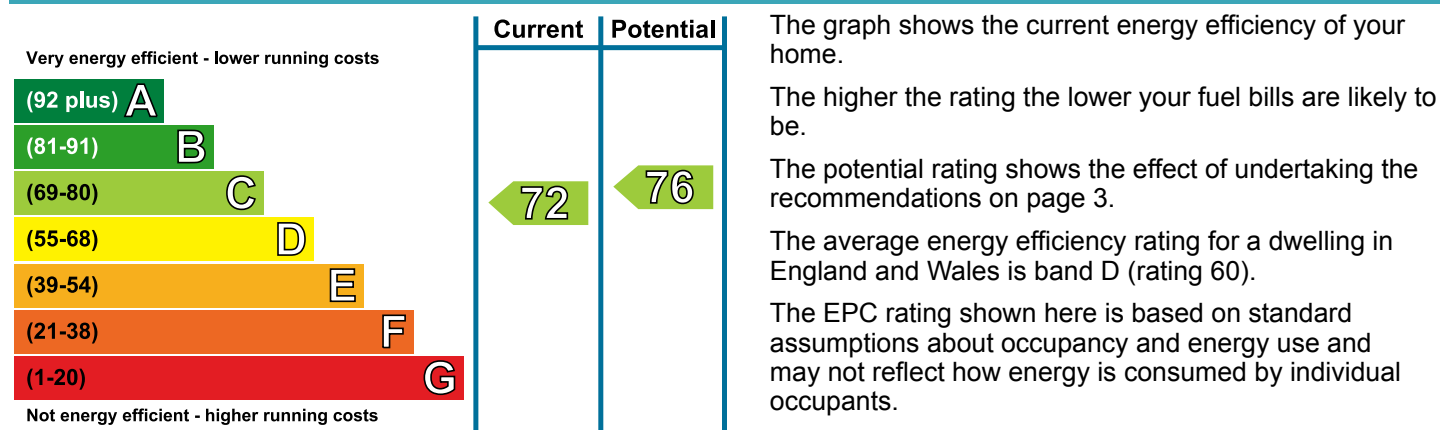 Current Potential
Very energy efficient - lower running costs
(92 plus) A
(81-91) B
(69-80) C
72
76
(55-68) D
(39-54) E
(21-38) F
(1-20) G
Not energy efficient - higher running costs
The graph shows the current energy efficiency of your
home.
The higher the rating the lower your fuel bills are likely to
be.
The potential rating shows the effect of undertaking the
recommendations on page 3.
The average energy efficiency rating for a dwelling in
England and Wales is band D (rating 60).
The EPC rating shown here is based on standard
assumptions about occupancy and energy use and
may not reflect how energy is consumed by individual
occupants.